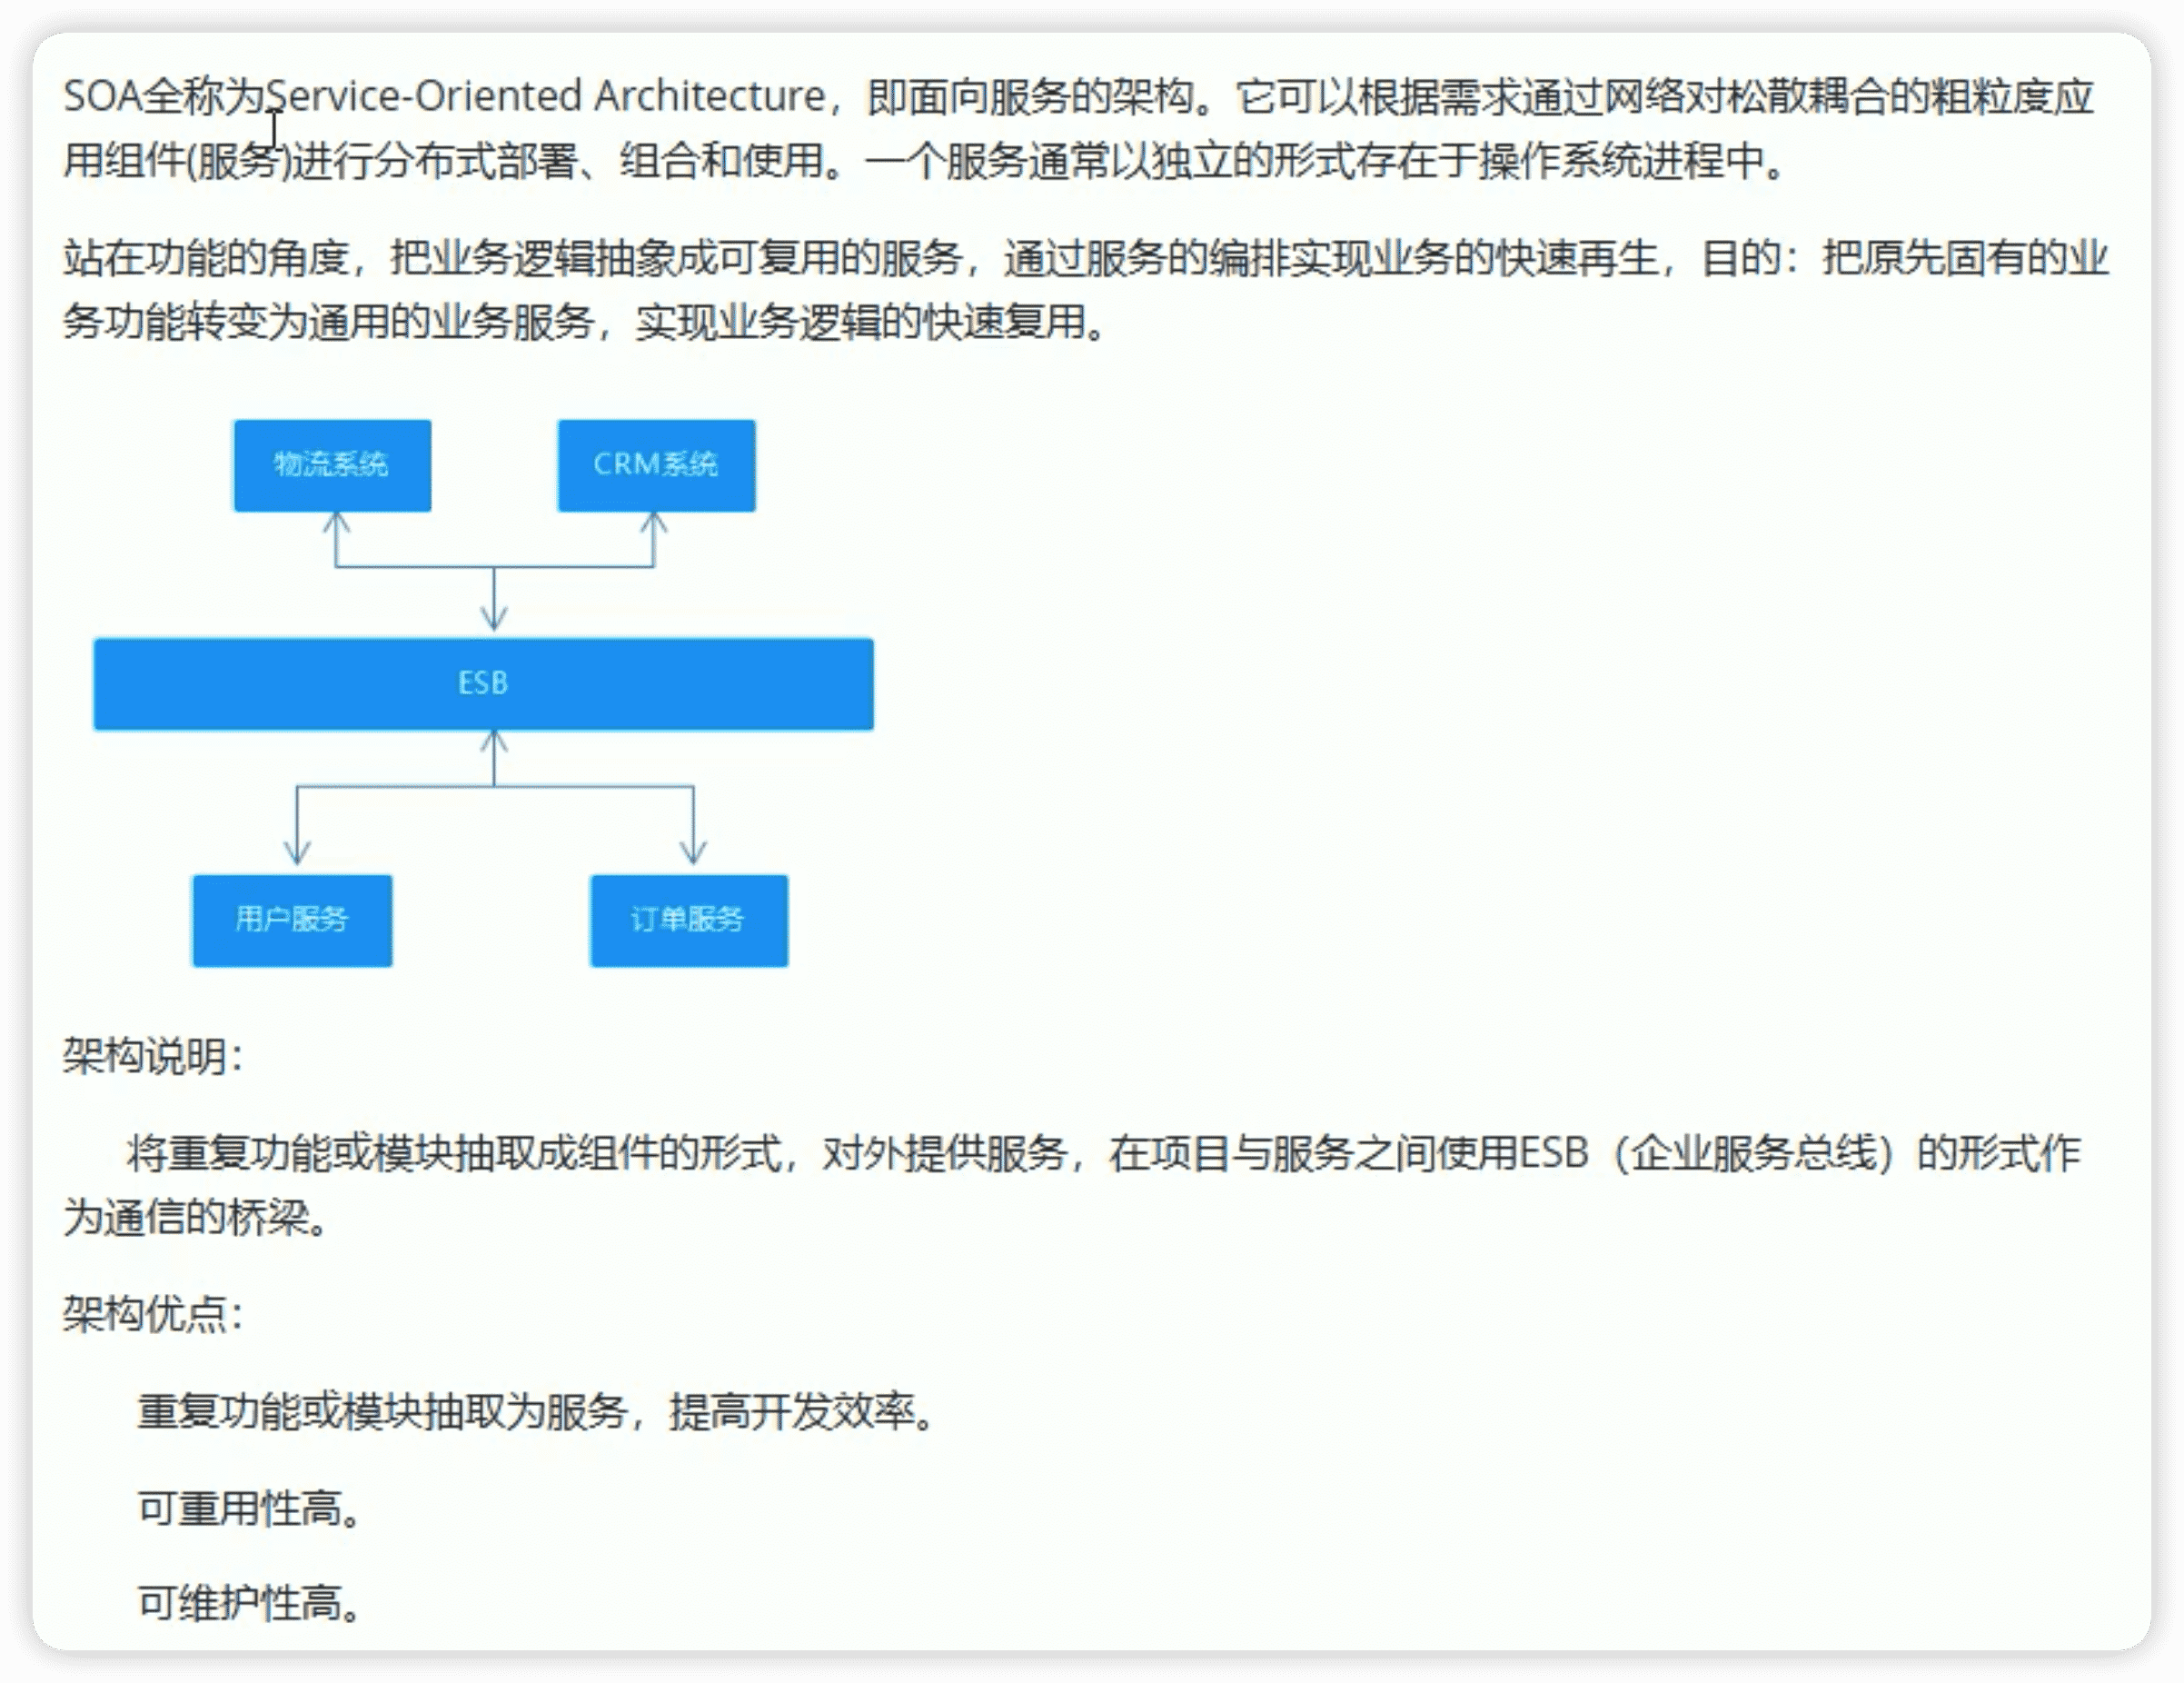 SOA全称为Service-Oriented Architecture，即面向服务的架构。它可以根据需求通过网络对松散耦合的粗粒度应
用组件(服务)进行分布式部署、组合和使用。一个服务通常以独立的形式存在于操作系统进程中。
站在功能的角度，把业务逻辑抽象成可复用的服务，通过服务的编排实现业务的快速再生，目的：把原先固有的业
务功能转变为通用的业务服务，实现业务逻辑的快速复用。
物流系统
CRM系统
ESB
用户服务
订单服务
架构说明：
将重复功能或模块抽取成组件的形式，对外提供服务，在项目与服务之间使用ESB（企业服务总线）的形式作
为通信的桥梁。
架构优点：
重复功能或模块抽取为服务，提高开发效率。
可重用性高。
可维护性高。